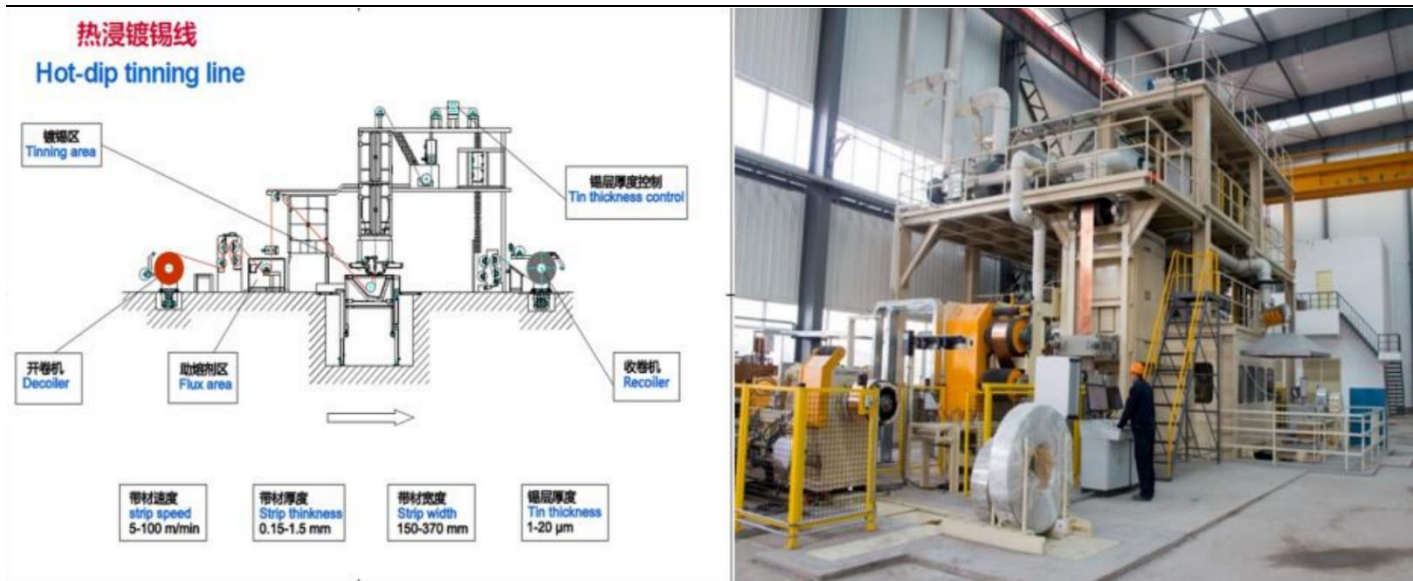 热浸镀锡线
Hot-dip tinning line
镀锡区
Tinning area
锡层厚度控制
Tin thickness control
开卷机
Decoiler
助熔剂区
Flux area
收卷机
Recoiler
带材速度
strip speed
5-100 m/min
带材厚度
Strip thinkness
0.15-1.5 mm
带材宽度
Strip width
150-370 mm
锡层厚度
Tin thickness
1-20 μm